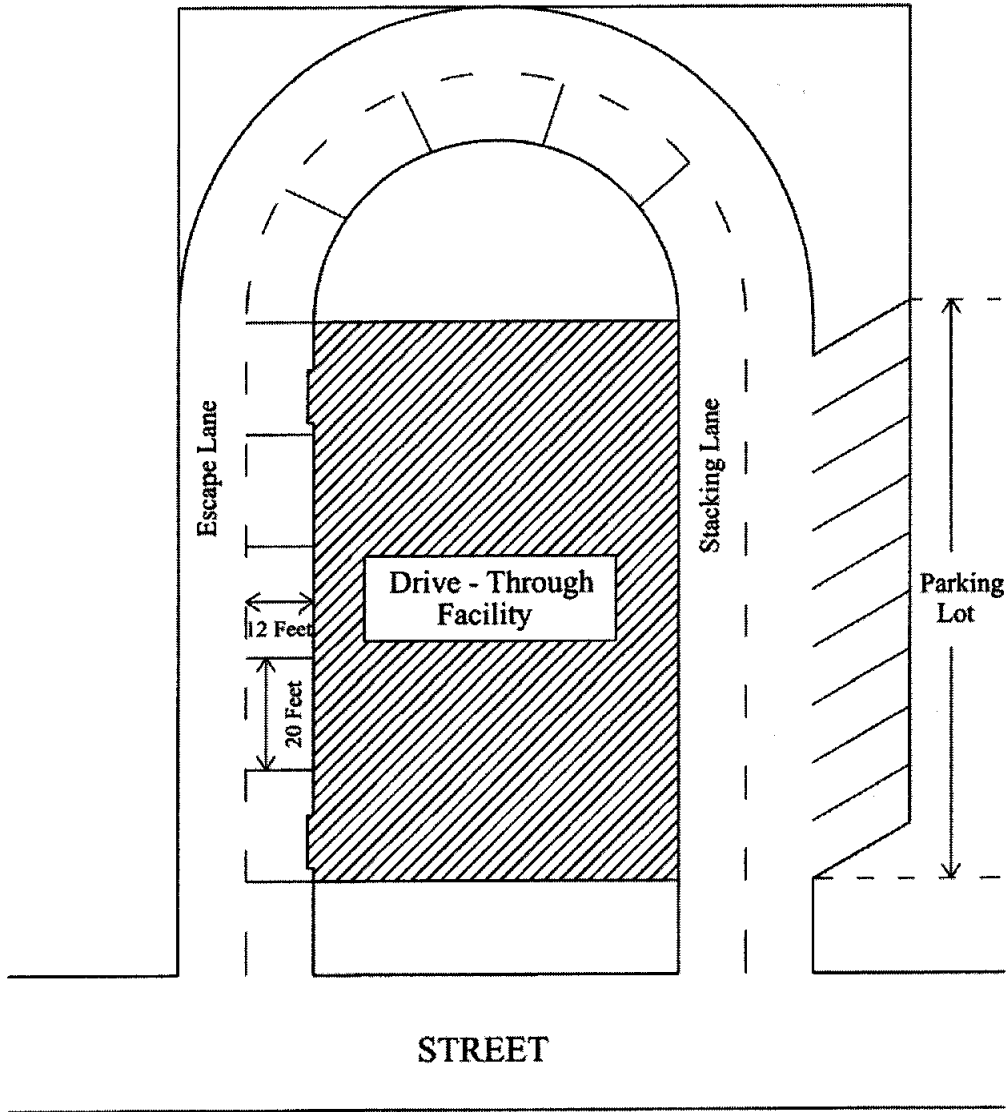 Escape Lane
Stacking Lane
Drive - Through
Facility
Parking
Lot
12 Feet
20 Feet
STREET